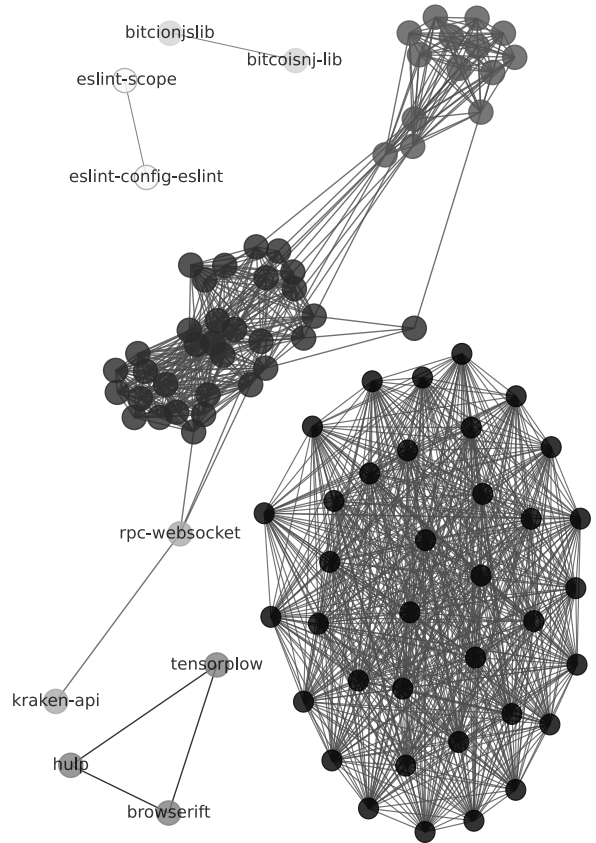 bitcionjslib
bitcoisnj-lib
eslint-scope
eslint-config-eslint
rpc-websocket
tensorplow
kraken-api
hulp
browserift